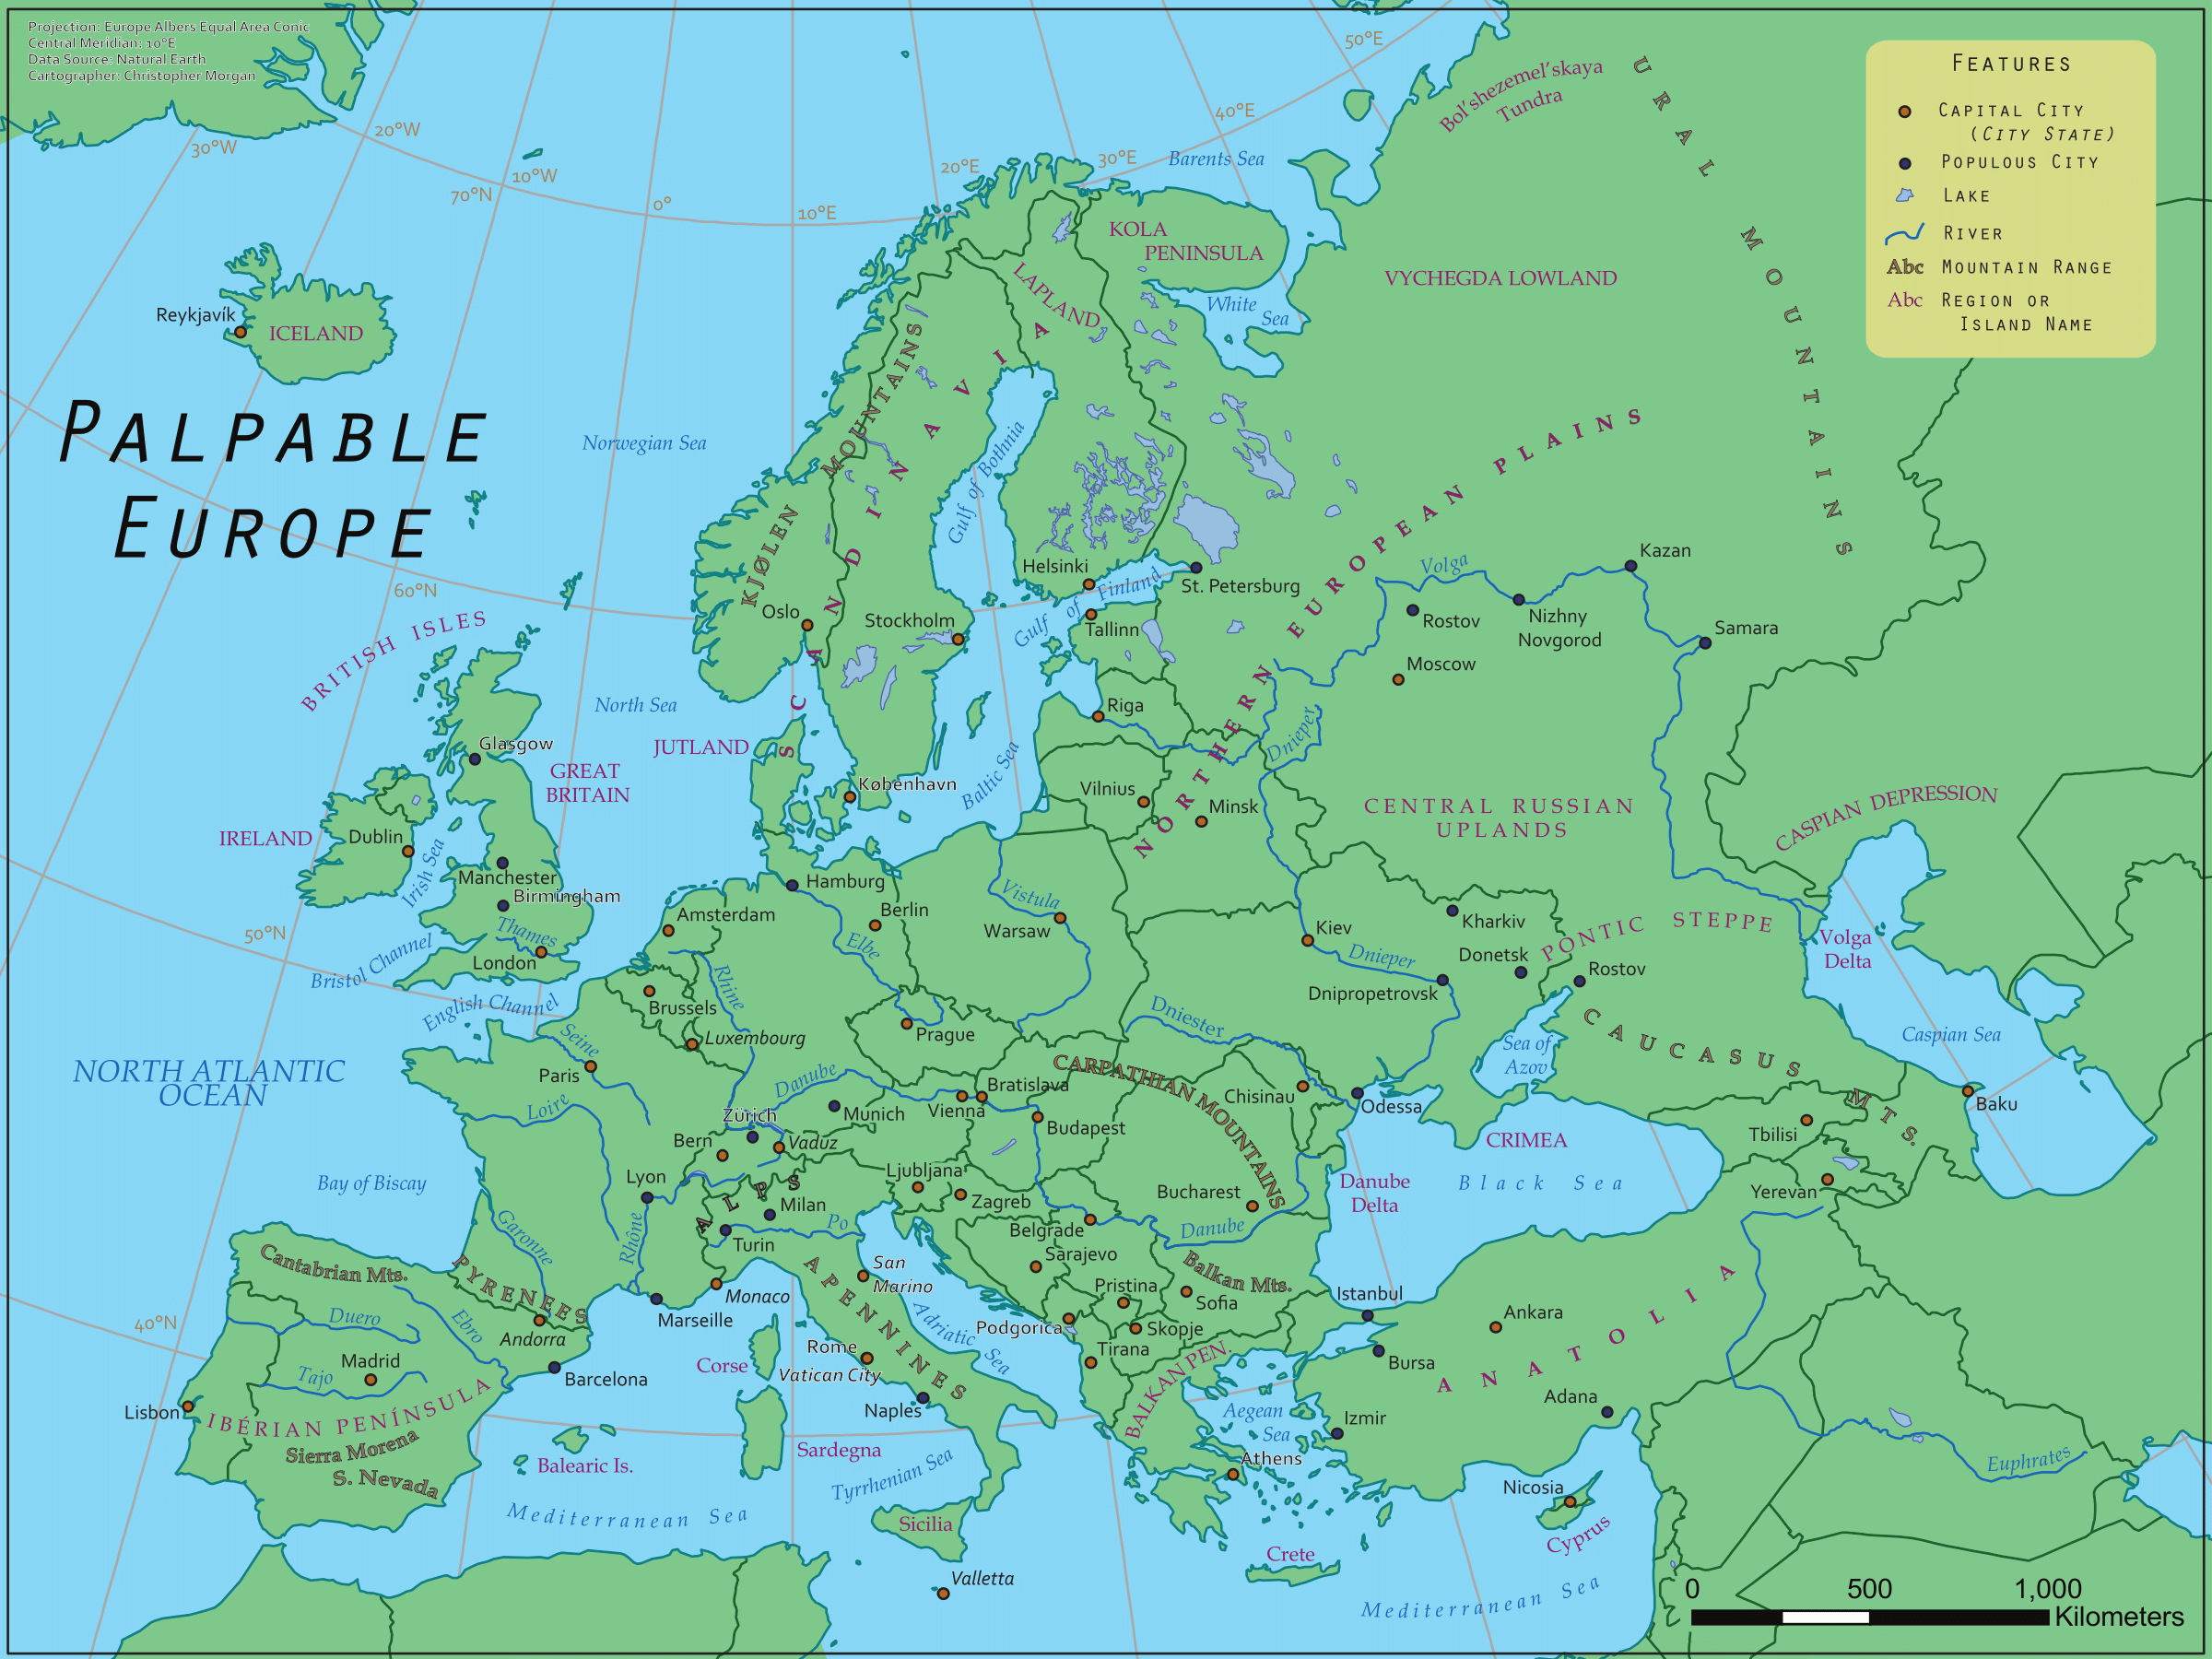 Projection: Europe Albers Equal Area Conic
Central Meridian: 10°E
Data Source: Natural Earth
Cartographer: Christopher Morgan
PALPABLE
EUROPE
FEATURES
CAPITAL CITY
(CITY STATE)
POPULOUS CITY
LAKE
RIVER
Abc MOUNTAIN RANGE
Abc REGION OR
ISLAND NAME
30°W
20°W
10°W
0°
10°E
20°E
30°E
40°E
50°E
70°N
60°N
50°N
40°N
Barents Sea
Bol'shezemel'skaya
Tundra
URAL MOUNTAINS
KOLA
PENINSULA
LAPLAND
White
Sea
VYCHEGDA LOWLAND
Reykjavík
ICELAND
Norwegian Sea
KJØLEN MOUNTAINS
SCANDINAVIA
Gulf of Bothnia
NORTHERN EUROPEAN PLAINS
Helsinki
Gulf of Finland
St. Petersburg
Tallinn
Oslo
Stockholm
Volga
Kazan
Rostov
Nizhny
Novgorod
Samara
Moscow
BRITISH ISLES
North Sea
JUTLAND
Riga
Dnieper
Baltic Sea
Glasgow
GREAT
BRITAIN
København
Vilnius
Minsk
CENTRAL RUSSIAN
UPLANDS
CASPIAN DEPRESSION
IRELAND
Dublin
Irish Sea
Manchester
Birmingham
Thames
London
Bristol Channel
English Channel
Hamburg
Amsterdam
Berlin
Elbe
Vistula
Warsaw
Rhine
Brussels
Luxembourg
Prague
Kiev
Dnieper
Kharkiv
Donetsk
Dnipropetrovsk
PONTIC STEPPE
Rostov
Volga
Delta
Dniester
CAUCASUS MTS.
Sea of
Azov
Caspian Sea
NORTH ATLANTIC
OCEAN
Seine
Paris
Loire
Danube
Zürich
Munich
Vienna
Bratislava
CARPATHIAN MOUNTAINS
Chisinau
Odessa
Baku
Bern
Vaduz
Budapest
CRIMEA
Tbilisi
Bay of Biscay
Lyon
ALPS
Ljubljana
Zagreb
Milan
Po
Turin
Bucharest
Danube
Delta
Black Sea
Yerevan
Garonne
Rhône
Belgrade
Danube
Sarajevo
San
Marino
Cantabrian Mts.
PYRENEES
Monaco
APENNINES
Adriatic Sea
Pristina
Balkan Mts.
Sofia
Istanbul
Ankara
ANATOLIA
Duero
Ebro
Andorra
Marseille
Podgorica
Skopje
Corse
Rome
Vatican City
Tirana
BALKAN PEN.
Bursa
Madrid
Tajo
Barcelona
Naples
Adana
Lisbon
IBÉRIAN PENÍNSULA
Sierra Morena
S. Nevada
Balearic Is.
Sardegna
Tyrrhenian Sea
Aegean
Sea
Izmir
Athens
Euphrates
Nicosia
Cyprus
Mediterranean Sea
Sicilia
Crete
Valletta
Mediterranean Sea
0 500 1,000
Kilometers